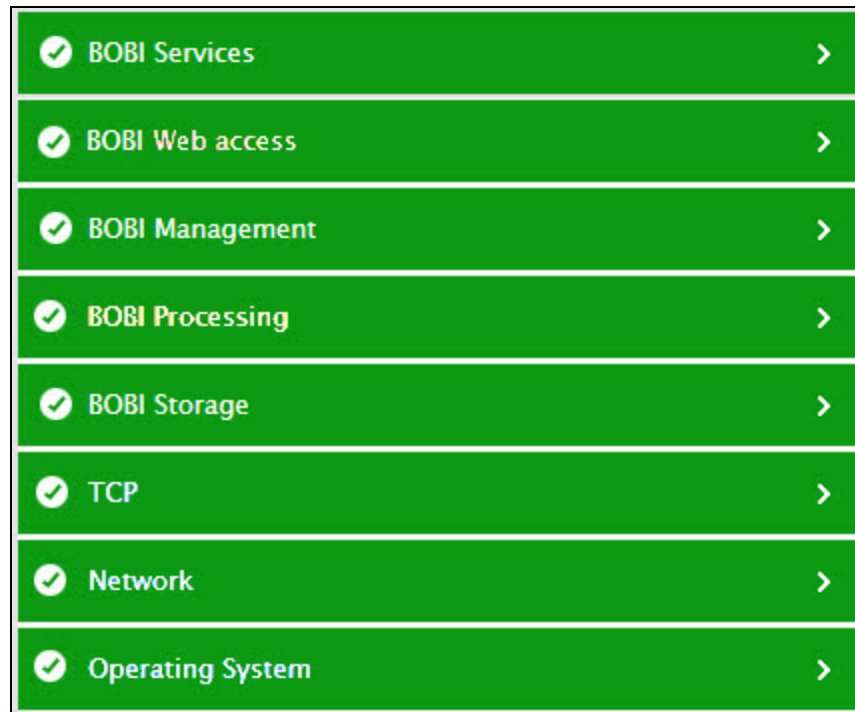 BOBI Services
BOBI Web access
BOBI Management
BOBI Processing
BOBI Storage
TCP
Network
Operating System